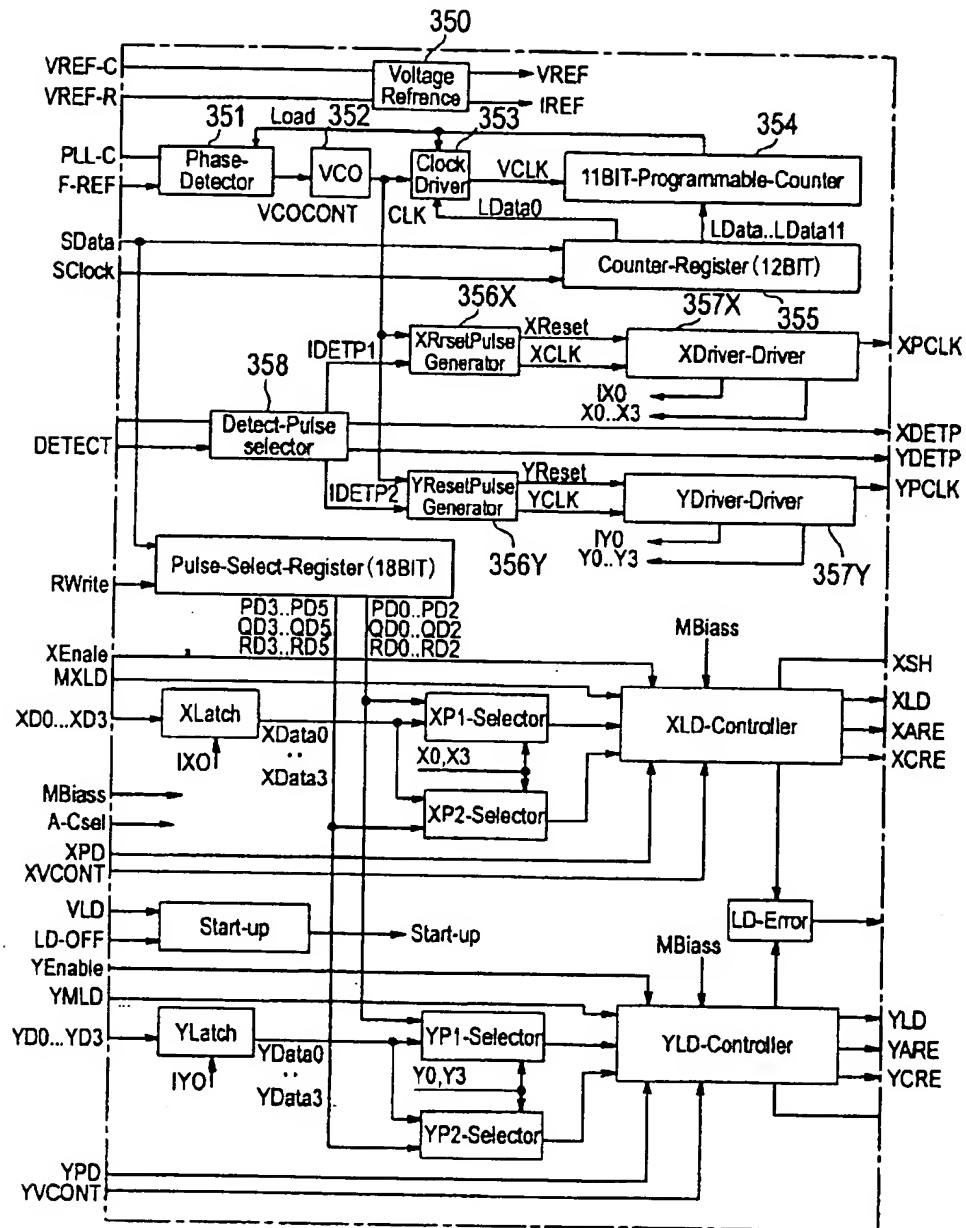 350
VREF-C
Voltage
Refrence
VREF
VREF-R
IREF
351
Load
352
353
354
PLL-C
Phase-
Detector
VCO
Clock
Driver
VCLK
11BIT-Programmable-Counter
F-REF
VCOCONT
CLK
LData0
LData..LData11
SData
Counter-Register(12BIT)
SClock
355
356X
357X
XReset
IDETP1
XRrsetPulse
Generator
XCLK
XDriver-Driver
XPCLK
358
IX0
X0..X3
Detect-Pulse
selector
XDETP
DETECT
YDETP
YReset
IDETP2
YResetPulse
Generator
YCLK
YDriver-Driver
YPCLK
356Y
IY0
Y0..Y3
357Y
Pulse-Select-Register(18BIT)
RWrite
PD3..PD5
PD0..PD2
QD3..QD5
QD0..QD2
RD3..RD5
RD0..RD2
MBiass
XEnale
XSH
MXLD
XLD
XD0...XD3
XLatch
XP1-Selector
XLD-Controller
XARE
XData0
..
XData3
IX0
X0,X3
XCRE
MBiass
XP2-Selector
A-Csel
XPD
XVCONT
VLD
Start-up
Start-up
LD-Error
LD-OFF
MBiass
YEnable
YMLD
YLD
YD0...YD3
YLatch
YP1-Selector
YLD-Controller
YARE
YData0
..
YData3
IY0
Y0,Y3
YCRE
YP2-Selector
YPD
YVCONT